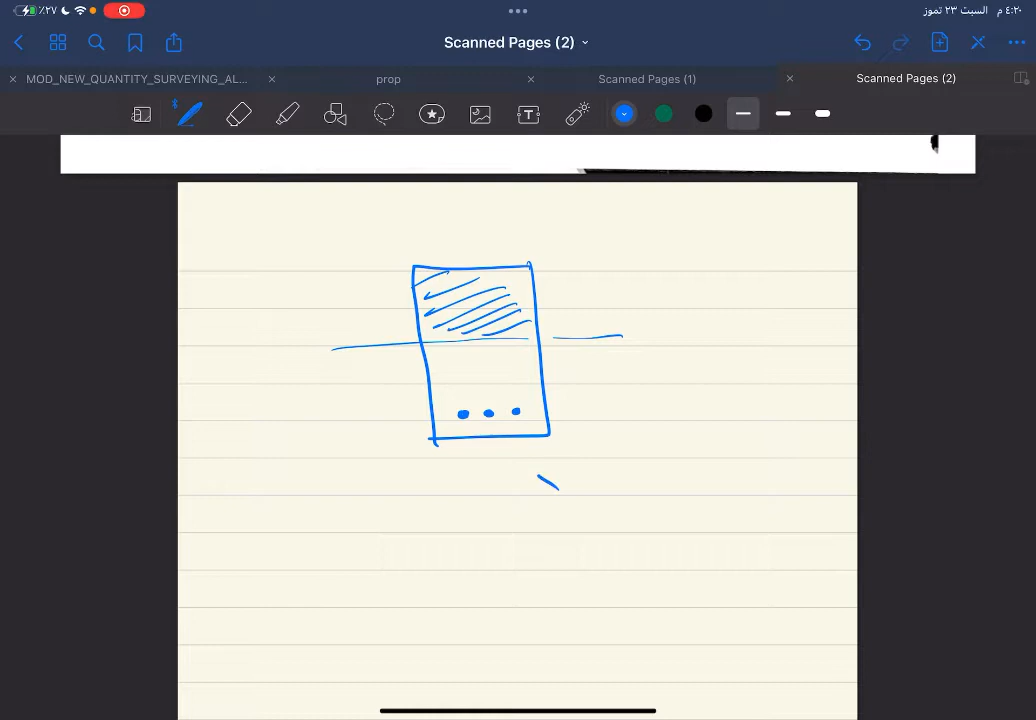 ٪٢٧
٤:٢٠ م السبت ٢٣ تموز
Scanned Pages (2)
MOD_NEW_QUANTITY_SURVEYING_AL...
prop
Scanned Pages (1)
Scanned Pages (2)
T